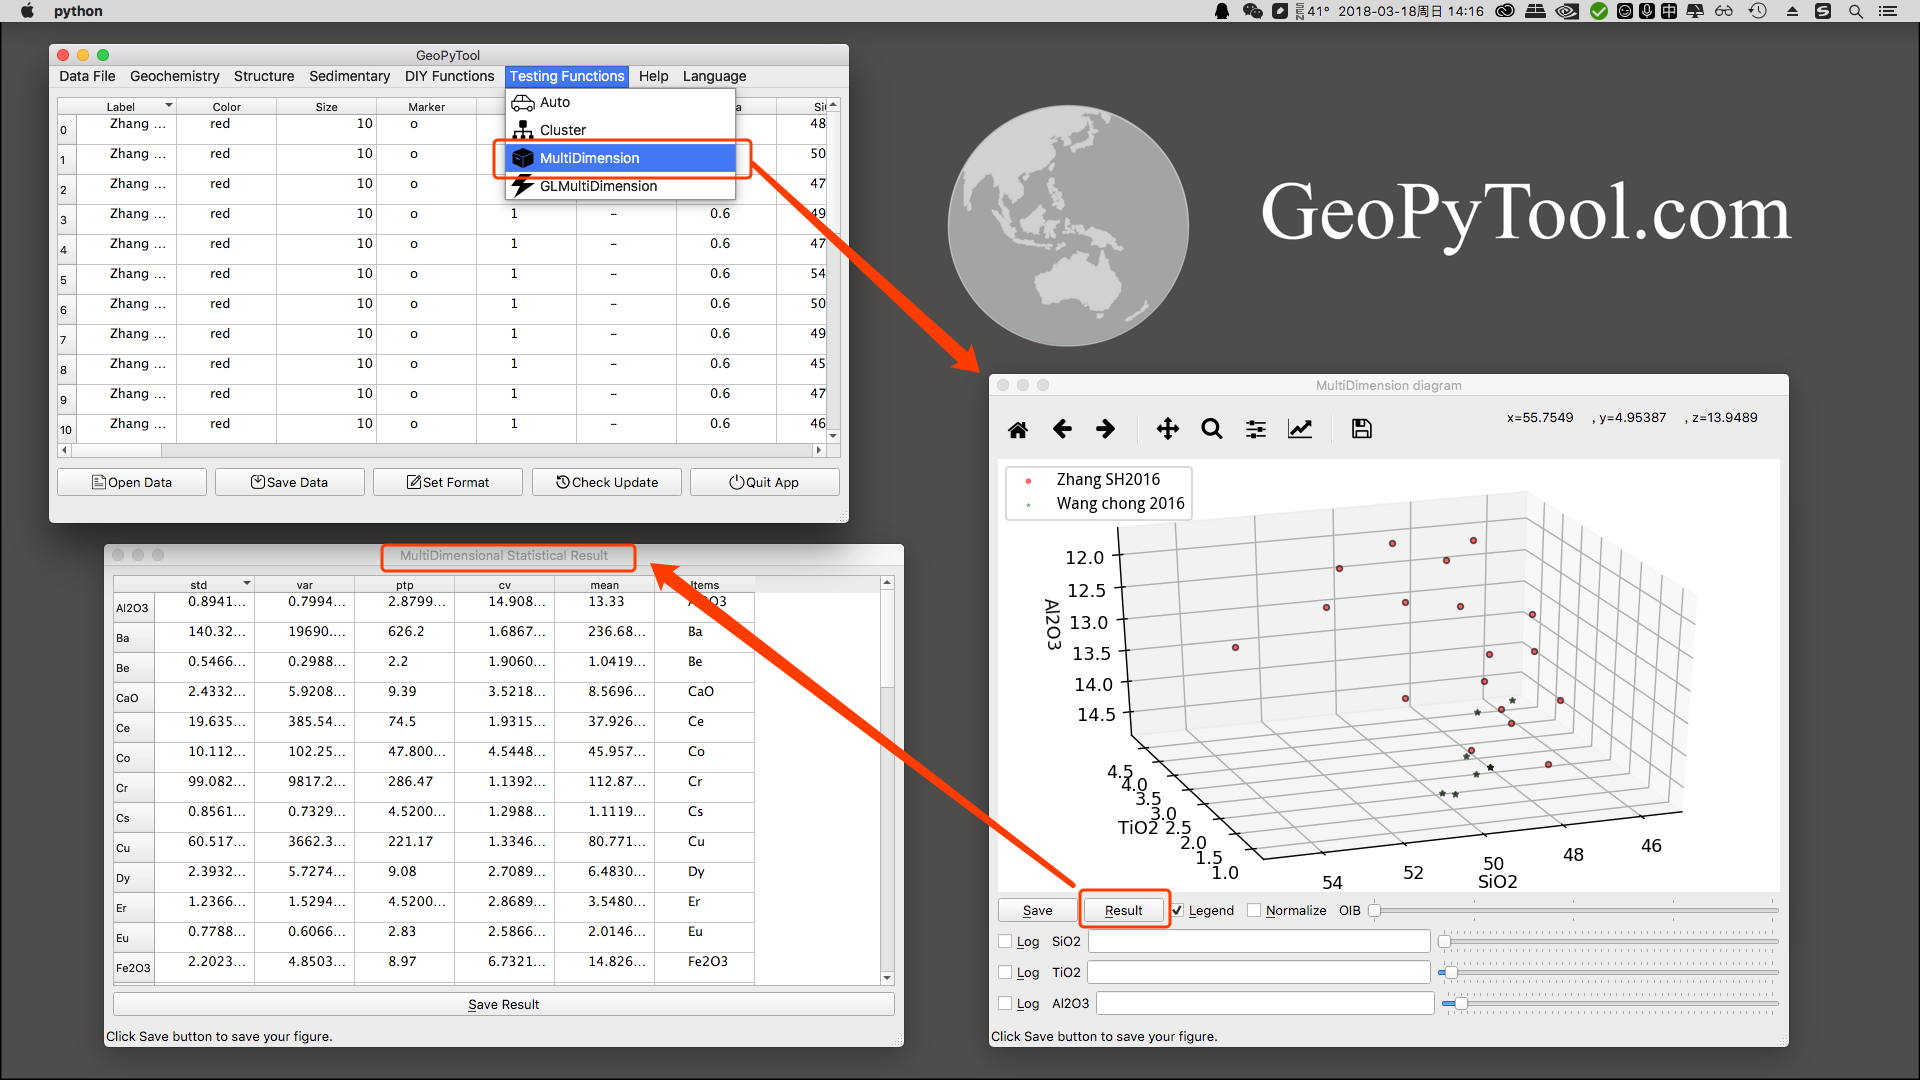 python
41° 2018-03-18周日 14:16
中
GeoPyTool
Data File Geochemistry Structure Sedimentary DIY Functions Testing Functions Help Language
Label Color Size Marker a Si
Auto
Cluster
MultiDimension
GLMultiDimension
0 Zhang ... red 10 o 48
1 Zhang ... red 10 o 50
2 Zhang ... red 10 o 47
3 Zhang ... red 10 o 1 – 0.6 49
4 Zhang ... red 10 o 1 – 0.6 47
5 Zhang ... red 10 o 1 – 0.6 54
6 Zhang ... red 10 o 1 – 0.6 50
7 Zhang ... red 10 o 1 – 0.6 49
8 Zhang ... red 10 o 1 – 0.6 45
9 Zhang ... red 10 o 1 – 0.6 47
10 Zhang ... red 10 o 1 – 0.6 46
Open Data Save Data Set Format Check Update Quit App
GeoPyTool.com
MultiDimensional Statistical Result
std var ptp cv mean Items
Al2O3 0.8941... 0.7994... 2.8799... 14.908... 13.33
Ba 140.32... 19690.... 626.2 1.6867... 236.68... Ba
Be 0.5466... 0.2988... 2.2 1.9060... 1.0419... Be
CaO 2.4332... 5.9208... 9.39 3.5218... 8.5696... CaO
Ce 19.635... 385.54... 74.5 1.9315... 37.926... Ce
Co 10.112... 102.25... 47.800... 4.5448... 45.957... Co
Cr 99.082... 9817.2... 286.47 1.1392... 112.87... Cr
Cs 0.8561... 0.7329... 4.5200... 1.2988... 1.1119... Cs
Cu 60.517... 3662.3... 221.17 1.3346... 80.771... Cu
Dy 2.3932... 5.7274... 9.08 2.7089... 6.4830... Dy
Er 1.2366... 1.5294... 4.5200... 2.8689... 3.5480... Er
Eu 0.7788... 0.6066... 2.83 2.5866... 2.0146... Eu
Fe2O3 2.2023... 4.8503... 8.97 6.7321... 14.826... Fe2O3
Save Result
Click Save button to save your figure.
MultiDimension diagram
x=55.7549 , y=4.95387 , z=13.9489
Zhang SH2016
Wang chong 2016
12.0
12.5
13.0
13.5
14.0
14.5
Al2O3
4.5
4.0
3.5
3.0
TiO2 2.5
2.0
1.5
1.0
54 52 50 48 46
SiO2
Save Result Legend Normalize OIB
Log SiO2
Log TiO2
Log Al2O3
Click Save button to save your figure.